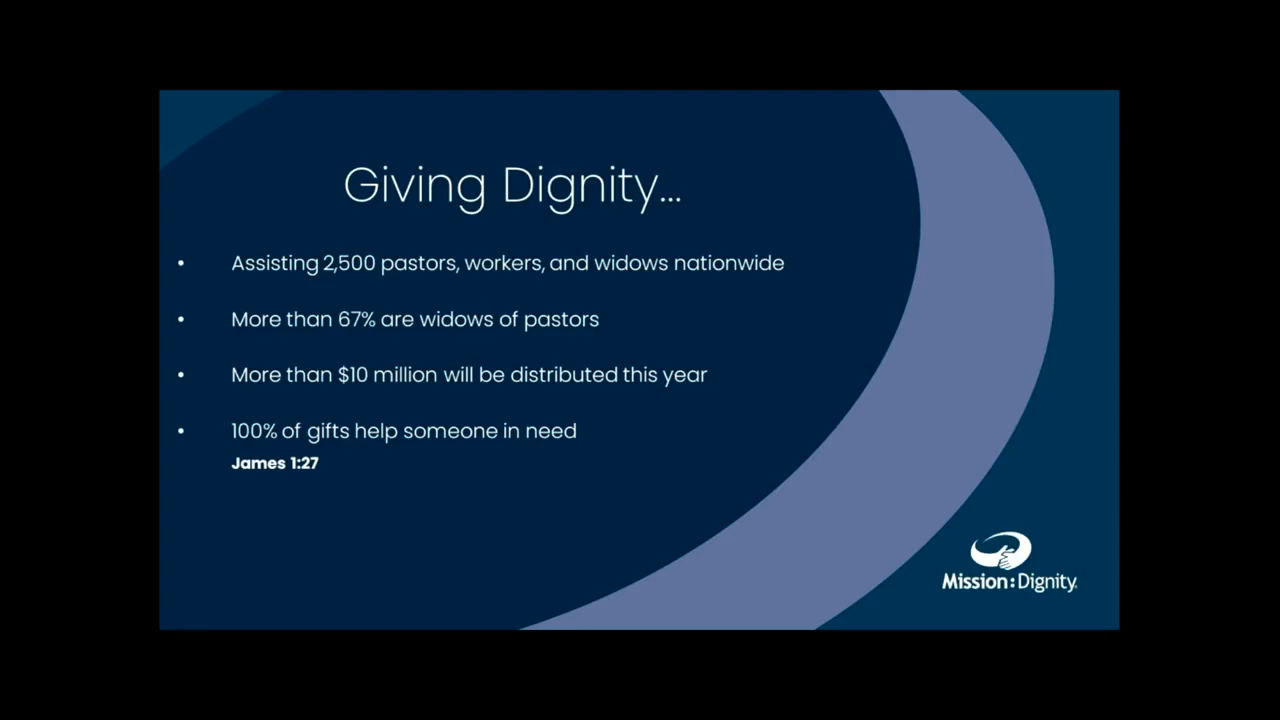 Giving Dignity...
• Assisting 2,500 pastors, workers, and widows nationwide
• More than 67% are widows of pastors
• More than $10 million will be distributed this year
• 100% of gifts help someone in need
James 1:27
Mission:Dignity.